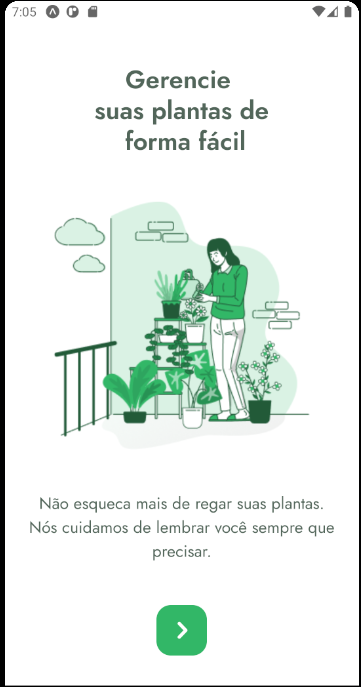 7:05
Gerencie
suas plantas de
forma fácil
Não esqueca mais de regar suas plantas.
Nós cuidamos de lembrar você sempre que
precisar.